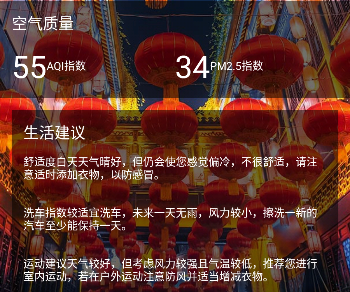 空气质量
55AQI指数 34PM2.5指数
生活建议
舒适度白天天气晴好，但仍会使您感觉偏冷，不很舒适，请注
意适时添加衣物，以防感冒。
洗车指数较适宜洗车，未来一天无雨，风力较小，擦洗一新的
汽车至少能保持一天。
运动建议天气较好，但考虑风力较强且气温较低，推荐您进行
室内运动，若在户外运动注意防风并适当增减衣物。